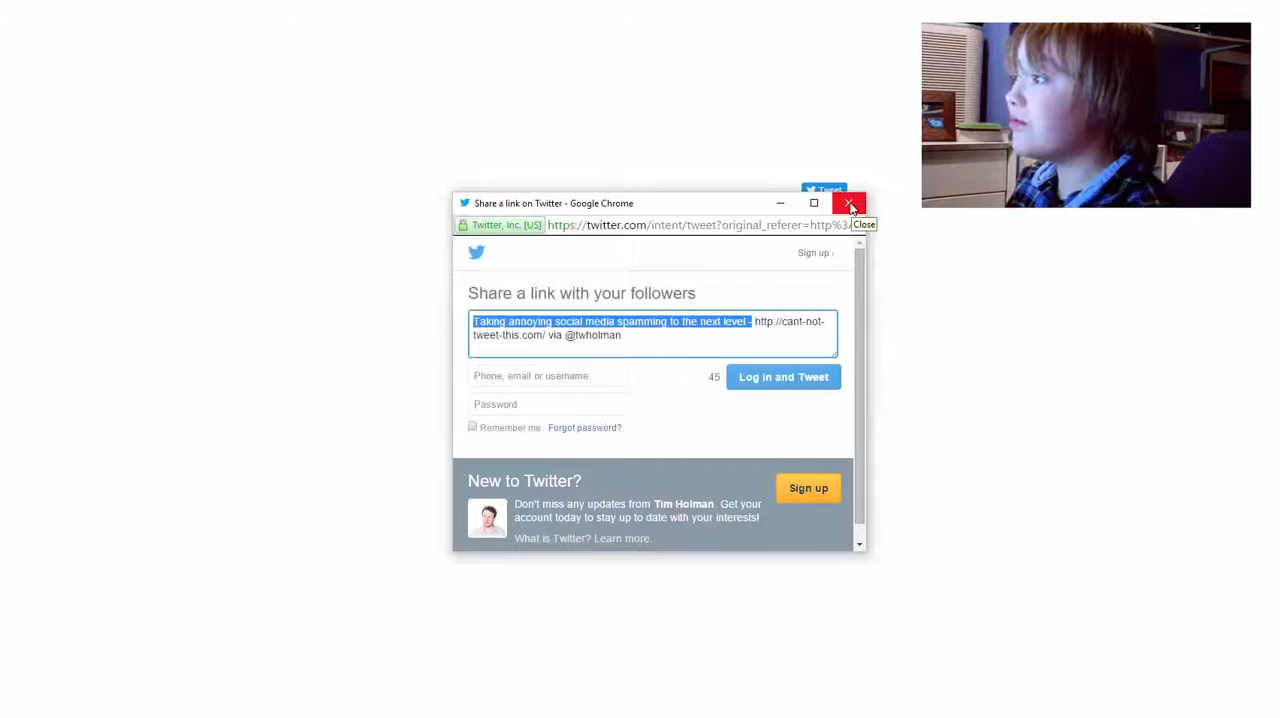 Tweet
Share a link on Twitter - Google Chrome
Close
Twitter, Inc. [US] https://twitter.com/intent/tweet?original_referer=http%3/
Sign up ›
Share a link with your followers
Taking annoying social media spamming to the next level - http://cant-not-
tweet-this.com/ via @twholman
Phone, email or username
45
Log in and Tweet
Password
Remember me Forgot password?
New to Twitter?
Sign up
Don't miss any updates from Tim Holman. Get your
account today to stay up to date with your interests!
What is Twitter? Learn more.